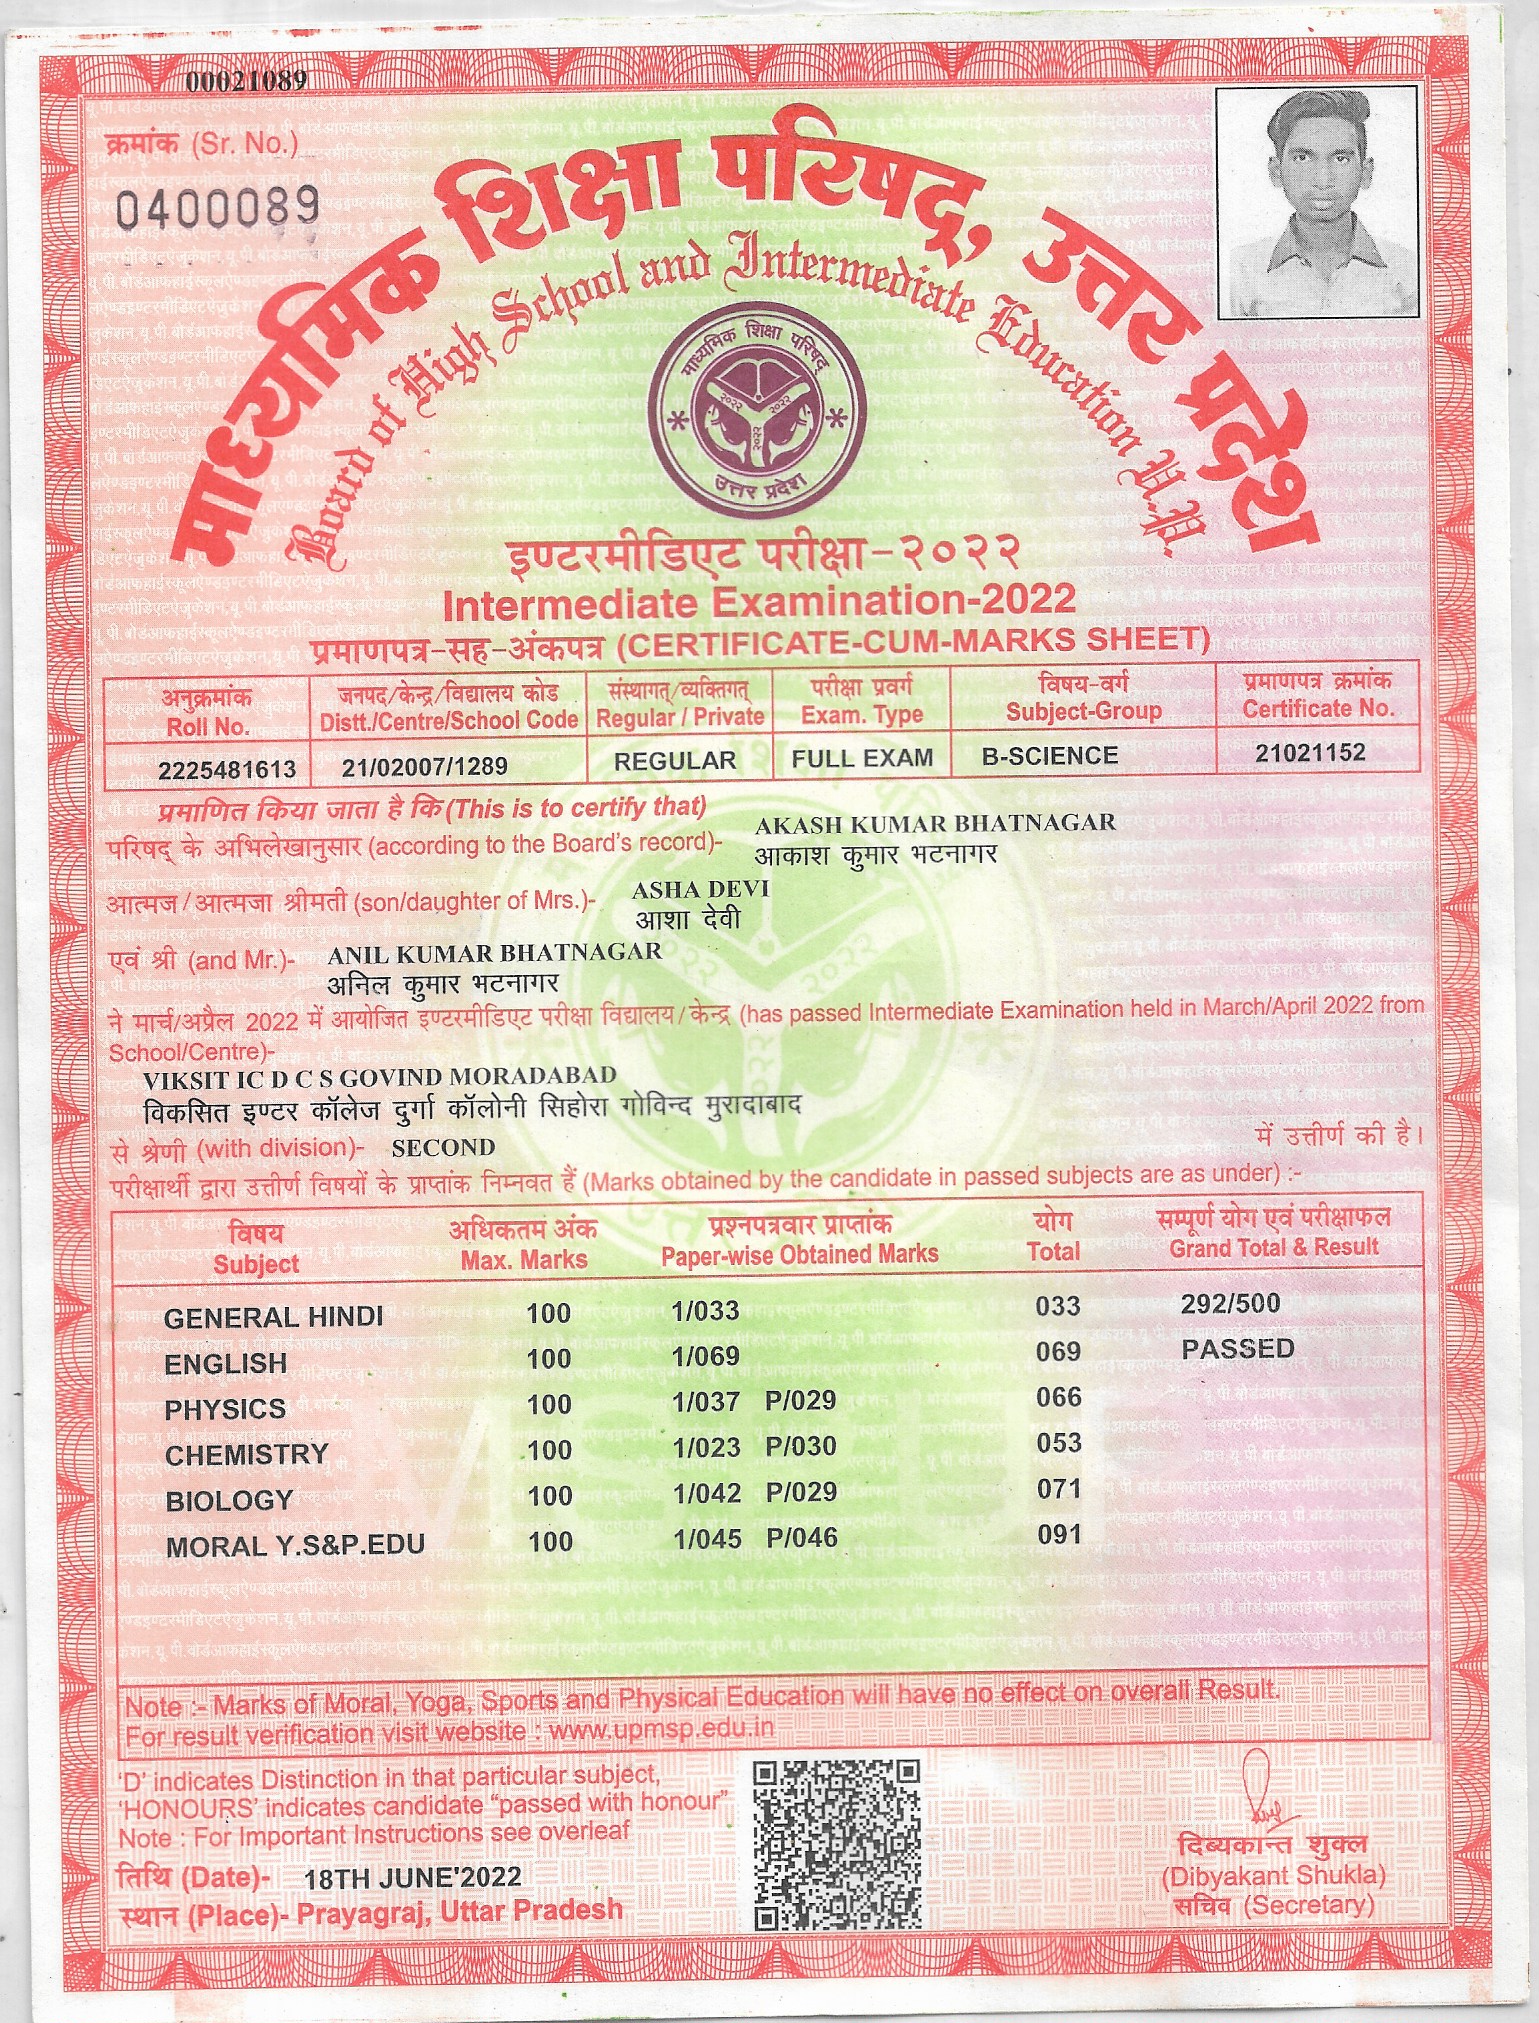 00021089
क्रमांक (Sr. No.)
0400089
माध्यमिक शिक्षा परिषद्, उत्तर प्रदेश
Board of High School and Intermediate Education U.P.
माध्यमिक शिक्षा परिषद्
२०२२ २०२२
२०२२
उत्तर प्रदेश
इण्टरमीडिएट परीक्षा-२०२२
Intermediate Examination-2022
प्रमाणपत्र-सह-अंकपत्र (CERTIFICATE-CUM-MARKS SHEET)
अनुक्रमांक जनपद/केन्द्र/विद्यालय कोड संस्थागत्/व्यक्तिगत् परीक्षा प्रवर्ग विषय-वर्ग प्रमाणपत्र क्रमांक
Roll No. Distt./Centre/School Code Regular / Private Exam. Type Subject-Group Certificate No.
2225481613 21/02007/1289 REGULAR FULL EXAM B-SCIENCE 21021152
प्रमाणित किया जाता है कि (This is to certify that)
AKASH KUMAR BHATNAGAR
परिषद् के अभिलेखानुसार (according to the Board's record)- आकाश कुमार भटनागर
ASHA DEVI
आत्मज/आत्मजा श्रीमती (son/daughter of Mrs.)- आशा देवी
एवं श्री (and Mr.)- ANIL KUMAR BHATNAGAR
अनिल कुमार भटनागर
ने मार्च/अप्रैल 2022 में आयोजित इण्टरमीडिएट परीक्षा विद्यालय/केन्द्र (has passed Intermediate Examination held in March/April 2022 from
School/Centre)-
VIKSIT IC D C S GOVIND MORADABAD
विकसित इण्टर कॉलेज दुर्गा कॉलोनी सिहोरा गोविन्द मुरादाबाद
से श्रेणी (with division)- SECOND में उत्तीर्ण की है।
परीक्षार्थी द्वारा उत्तीर्ण विषयों के प्राप्तांक निम्नवत हैं (Marks obtained by the candidate in passed subjects are as under) :-
विषय अधिकतम अंक प्रश्नपत्रवार प्राप्तांक योग सम्पूर्ण योग एवं परीक्षाफल
Subject Max. Marks Paper-wise Obtained Marks Total Grand Total & Result
GENERAL HINDI 100 1/033 033 292/500
ENGLISH 100 1/069 069 PASSED
PHYSICS 100 1/037 P/029 066
CHEMISTRY 100 1/023 P/030 053
BIOLOGY 100 1/042 P/029 071
MORAL Y.S&P.EDU 100 1/045 P/046 091
Note :- Marks of Moral, Yoga, Sports and Physical Education will have no effect on overall Result.
For result verification visit website : www.upmsp.edu.in
'D' indicates Distinction in that particular subject,
'HONOURS' indicates candidate "passed with honour"
Note : For Important Instructions see overleaf
तिथि (Date)- 18TH JUNE'2022
स्थान (Place)- Prayagraj, Uttar Pradesh
दिव्यकान्त शुक्ल
(Dibyakant Shukla)
सचिव (Secretary)